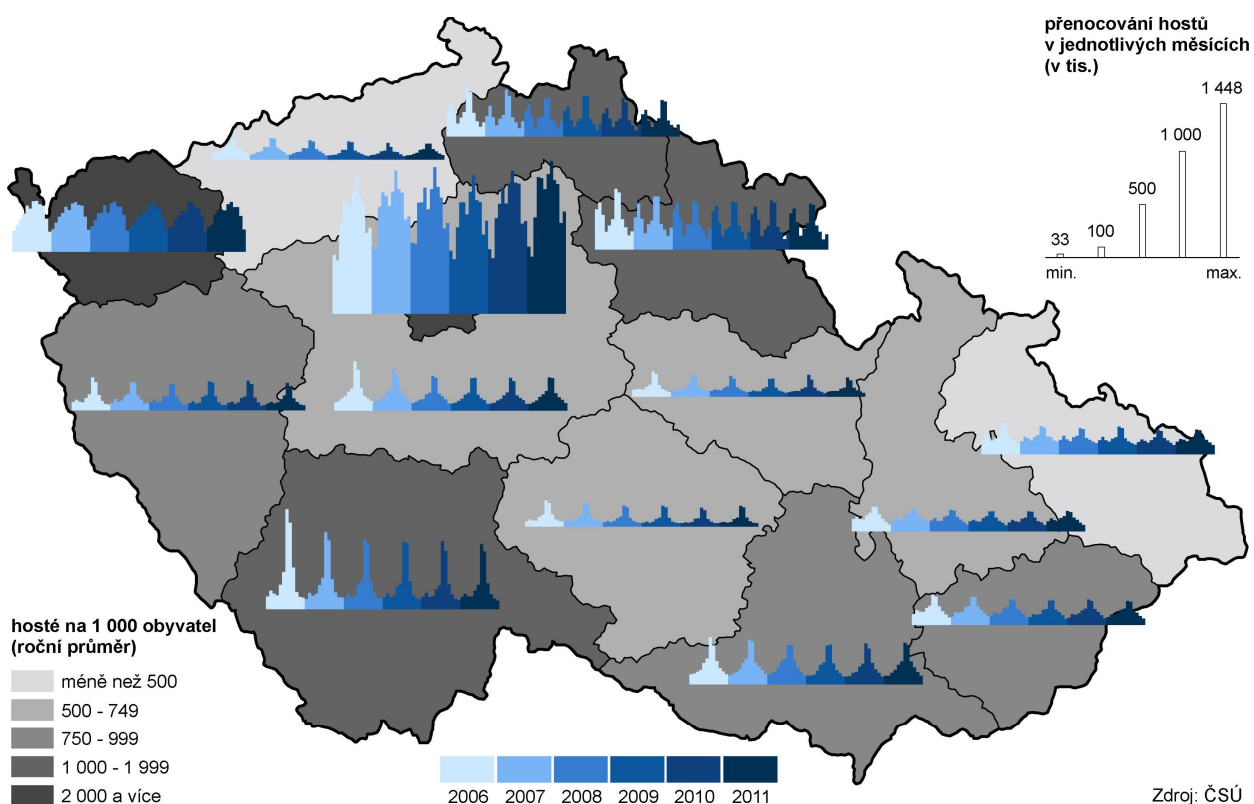 přenocování hostů
v jednotlivých měsících
(v tis.)
1 448
1 000
500
100
33
min.
max.
hosté na 1 000 obyvatel
(roční průměr)
méně než 500
500 - 749
750 - 999
1 000 - 1 999
2 000 a více
2006 2007 2008 2009 2010 2011
Zdroj: ČSÚ